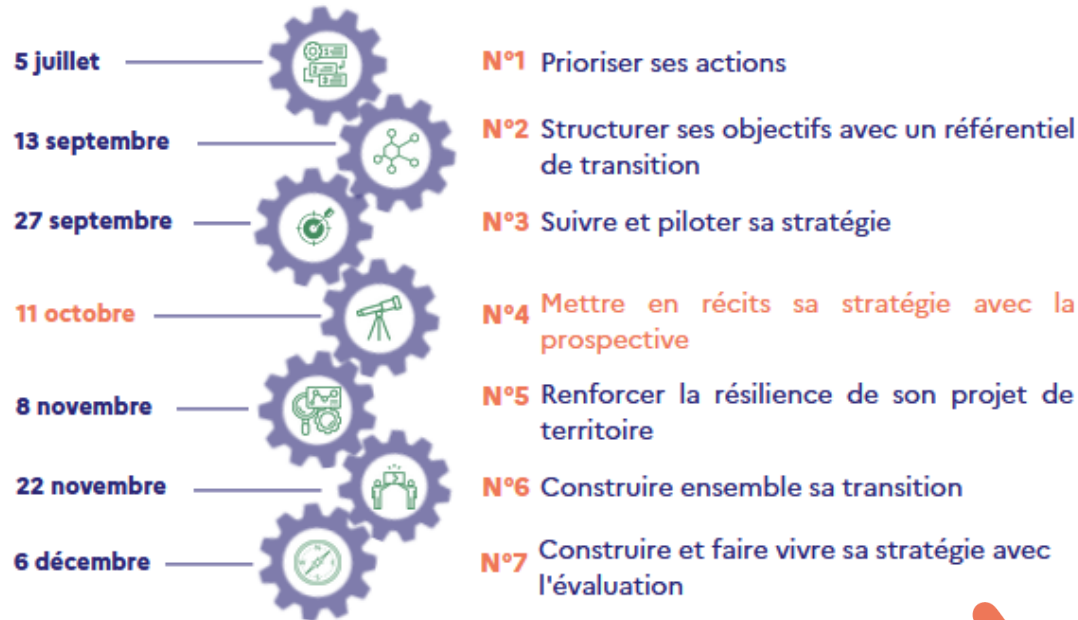 5 juillet
N°1 Prioriser ses actions
13 septembre
N°2 Structurer ses objectifs avec un référentiel
de transition
27 septembre
N°3 Suivre et piloter sa stratégie
11 octobre
N°4 Mettre en récits sa stratégie avec la
prospective
8 novembre
N°5 Renforcer la résilience de son projet de
territoire
22 novembre
N°6 Construire ensemble sa transition
6 décembre
N°7 Construire et faire vivre sa stratégie avec
l'évaluation